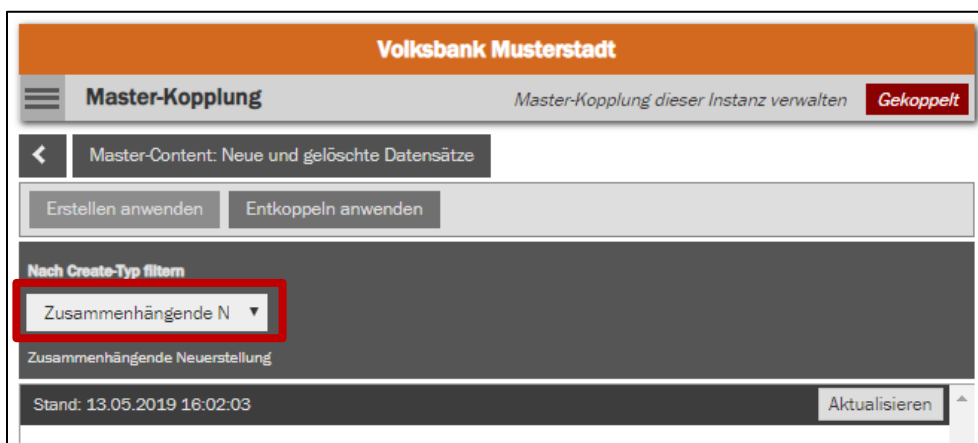 Volksbank Musterstadt
Master-Kopplung
Master-Kopplung dieser Instanz verwalten
Gekoppelt
Master-Content: Neue und gelöschte Datensätze
Erstellen anwenden
Entkoppeln anwenden
Nach Create-Typ filtern
Zusammenhängende N
Zusammenhängende Neuerstellung
Stand: 13.05.2019 16:02:03
Aktualisieren